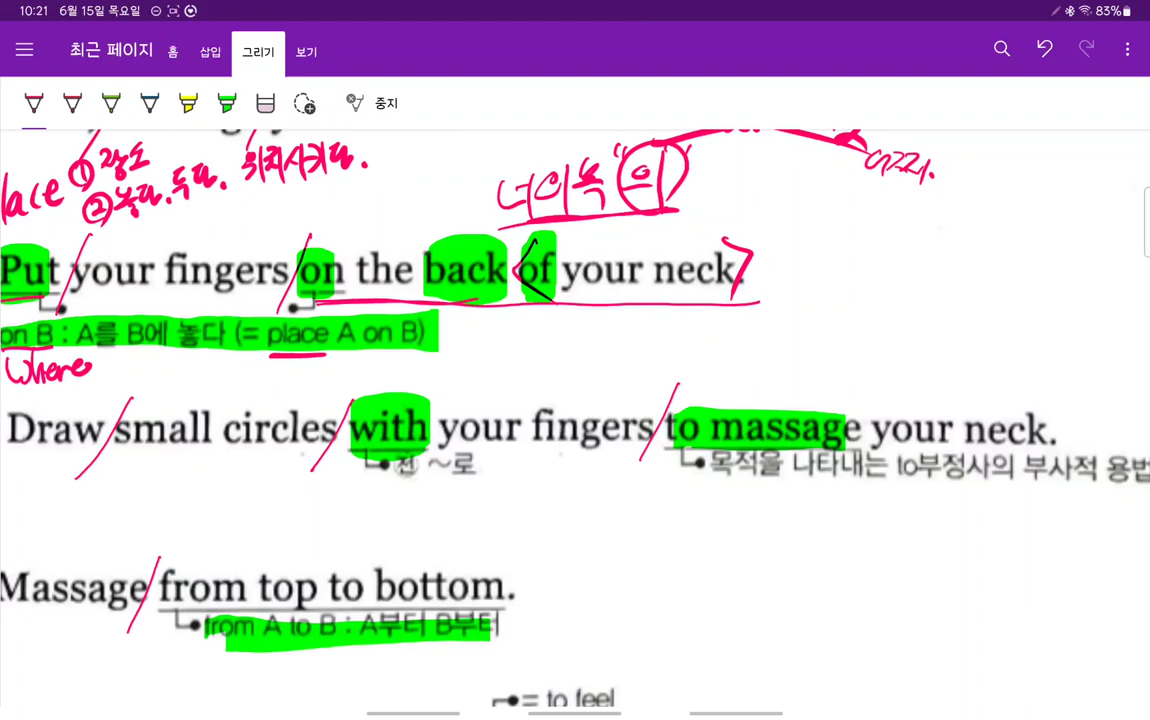 10:21 6월 15일 목요일 83%
최근 페이지 홈 삽입 그리기 보기
중지
lace ① 장소 위치시키다.
② 놓다. 두다.
너의 목 "의"
Put your fingers on the back of your neck.
on B : A를 B에 놓다 (= place A on B)
where
Draw small circles with your fingers to massage your neck.
전 ~로 목적을 나타내는 to부정사의 부사적 용법
Massage from top to bottom.
from A to B : A부터 B부터
= to feel